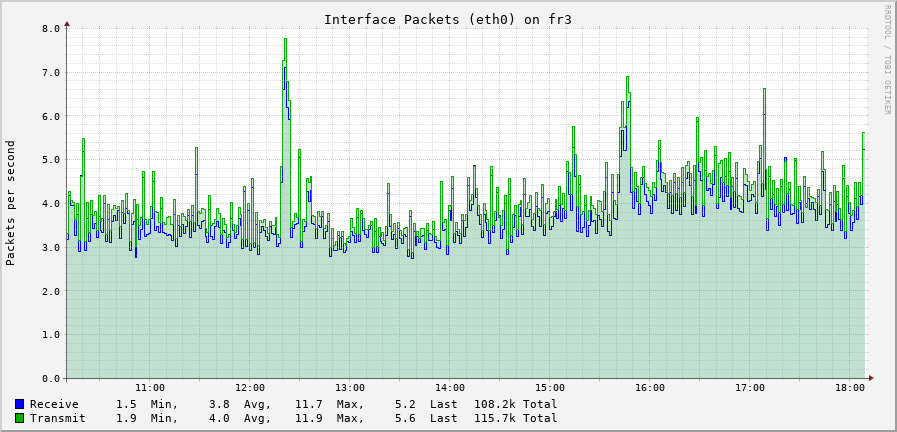 Interface Packets (eth0) on fr3
RRDTOOL / TOBI OETIKER
Packets per second
8.0
7.0
6.0
5.0
4.0
3.0
2.0
1.0
0.0
11:00 12:00 13:00 14:00 15:00 16:00 17:00 18:00
Receive 1.5 Min, 3.8 Avg, 11.7 Max, 5.2 Last 108.2k Total
Transmit 1.9 Min, 4.0 Avg, 11.9 Max, 5.6 Last 115.7k Total